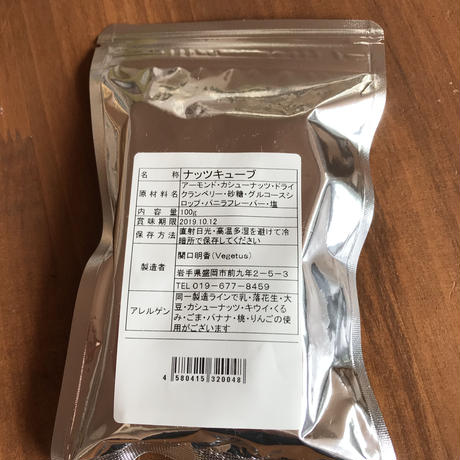 名 称 ナッツキューブ
原材料名 アーモンド・カシューナッツ・ドライ
クランベリー・砂糖・グルコースシ
ロップ・バニラフレーバー・塩
内 容 量 100g
賞味期限 2019.10.12
保存方法 直射日光・高温多湿を避けて冷
暗所で保存してください
製造者 関口明香(Vegetus)
岩手県盛岡市前九年2-5-3
TEL 019-677-8459
アレルゲン 同一製造ラインで乳・落花生・大
豆・カシューナッツ・キウイ・くる
み・ごま・バナナ・桃・りんごの使
用がございます
4 580415 320048